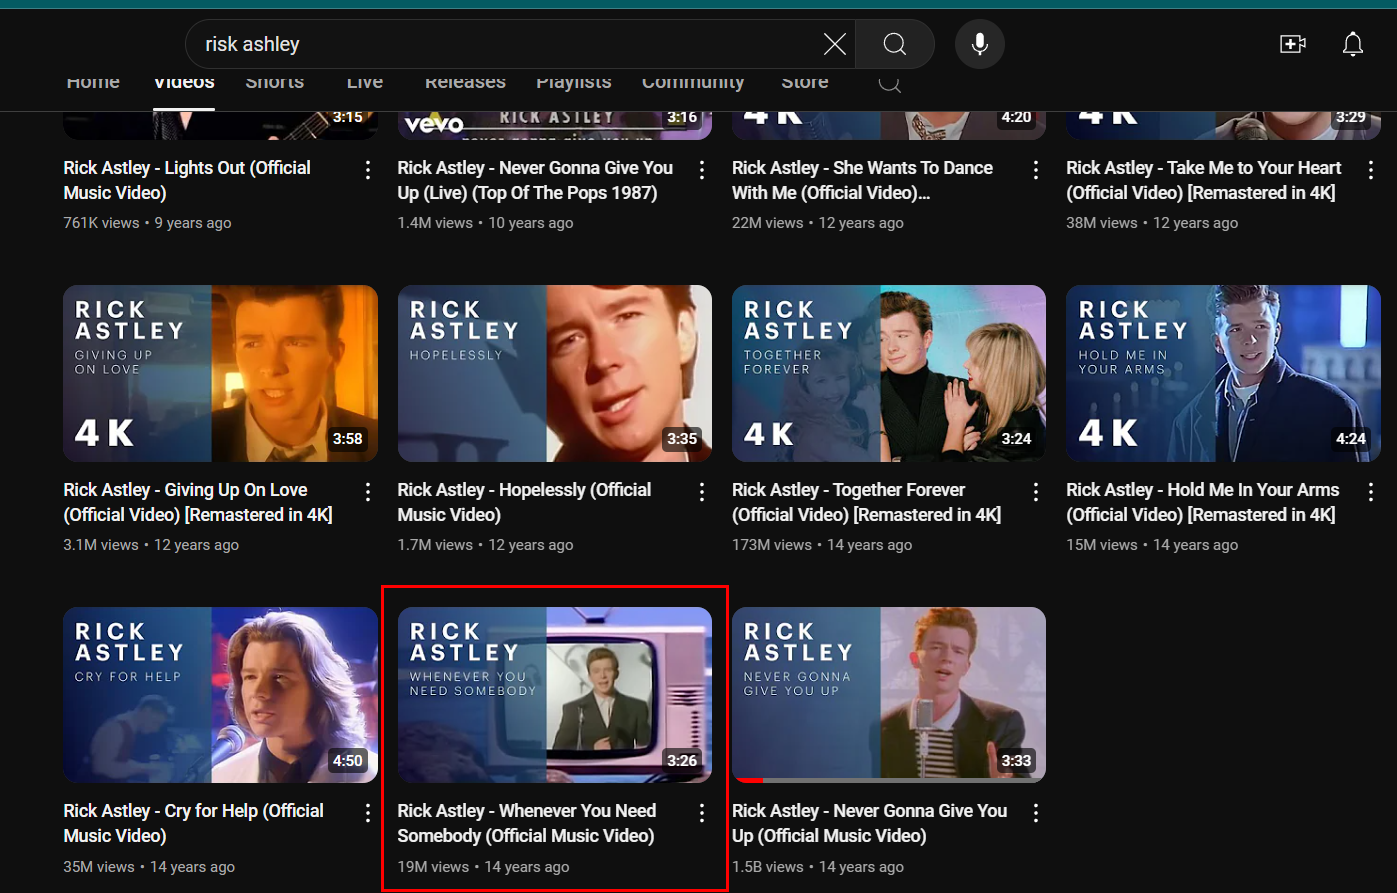 risk ashley
Home Videos Shorts Live Releases Playlists Community Store
3:15
vevo
RICK ASTLEY
3:16
4K
4:20
4K
3:29
Rick Astley - Lights Out (Official
Music Video)
761K views • 9 years ago
Rick Astley - Never Gonna Give You
Up (Live) (Top Of The Pops 1987)
1.4M views • 10 years ago
Rick Astley - She Wants To Dance
With Me (Official Video)...
22M views • 12 years ago
Rick Astley - Take Me to Your Heart
(Official Video) [Remastered in 4K]
38M views • 12 years ago
RICK
ASTLEY
GIVING UP
ON LOVE
4K
3:58
RICK
ASTLEY
HOPELESSLY
3:35
RICK
ASTLEY
TOGETHER
FOREVER
4K
3:24
RICK
ASTLEY
HOLD ME IN
YOUR ARMS
4K
4:24
Rick Astley - Giving Up On Love
(Official Video) [Remastered in 4K]
3.1M views • 12 years ago
Rick Astley - Hopelessly (Official
Music Video)
1.7M views • 12 years ago
Rick Astley - Together Forever
(Official Video) [Remastered in 4K]
173M views • 14 years ago
Rick Astley - Hold Me In Your Arms
(Official Video) [Remastered in 4K]
15M views • 14 years ago
RICK
ASTLEY
CRY FOR HELP
4:50
RICK
ASTLEY
WHENEVER YOU
NEED SOMEBODY
3:26
RICK
ASTLEY
NEVER GONNA
GIVE YOU UP
3:33
Rick Astley - Cry for Help (Official
Music Video)
35M views • 14 years ago
Rick Astley - Whenever You Need
Somebody (Official Music Video)
19M views • 14 years ago
Rick Astley - Never Gonna Give You
Up (Official Music Video)
1.5B views • 14 years ago